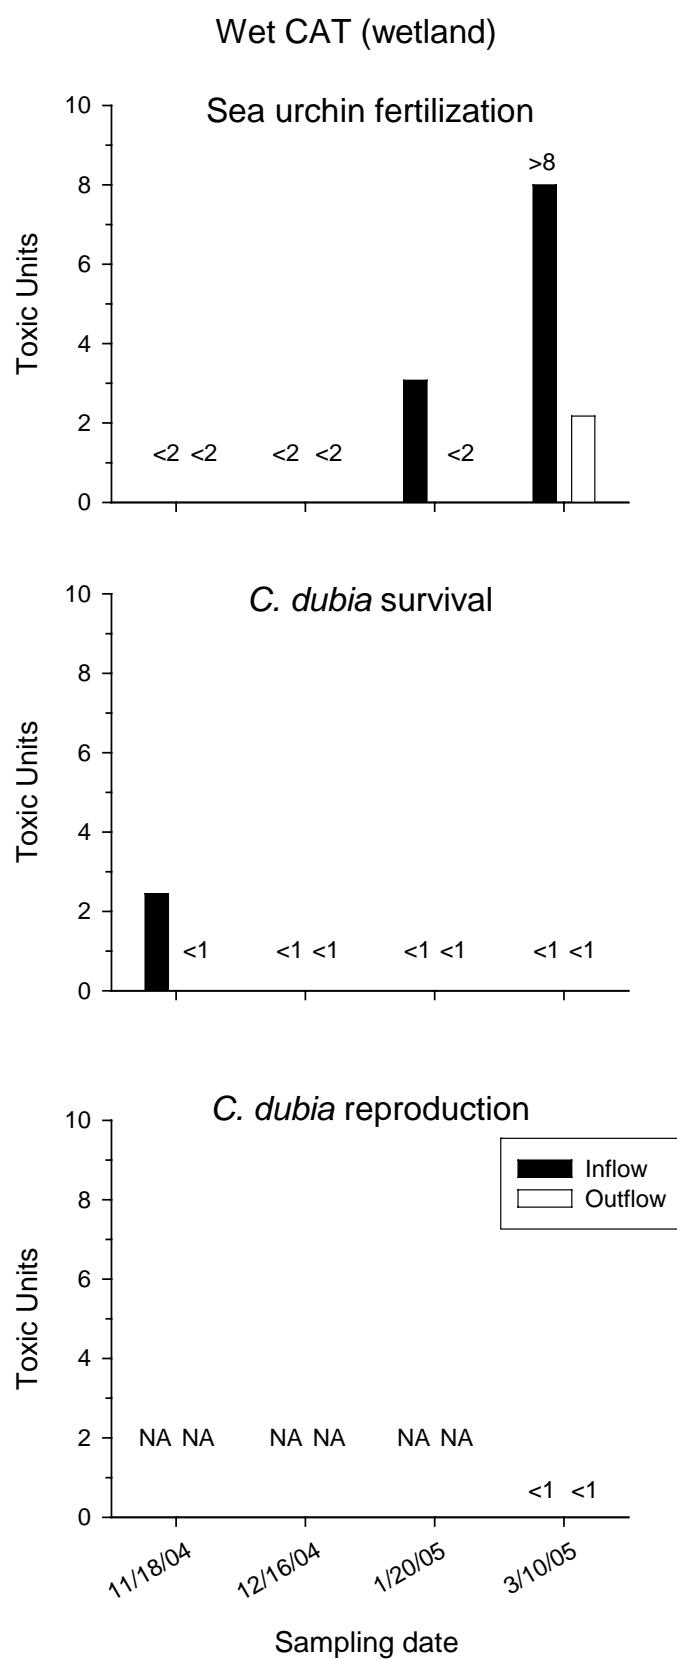 Wet CAT (wetland)
Sea urchin fertilization
10
8
6
4
2
0
Toxic Units
<2 <2 <2 <2 <2 >8
C. dubia survival
10
8
6
4
2
0
Toxic Units
<1 <1 <1 <1 <1 <1 <1
C. dubia reproduction
10
8
6
4
2
0
Toxic Units
Inflow
Outflow
NA NA NA NA NA NA
<1 <1
11/18/04 12/16/04 1/20/05 3/10/05
Sampling date